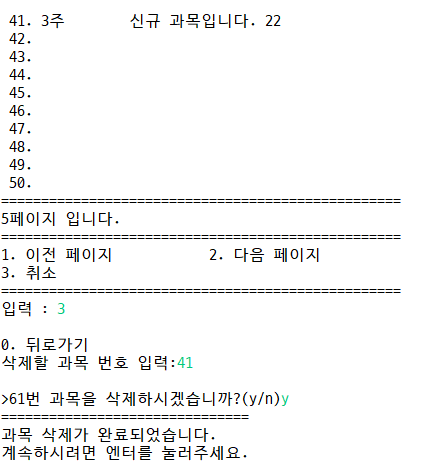 41. 3주 신규 과목입니다. 22
42.
43.
44.
45.
46.
47.
48.
49.
50.
==================================================
5페이지 입니다.
==================================================
1. 이전 페이지 2. 다음 페이지
3. 취소
==================================================
입력 : 3
0. 뒤로가기
삭제할 과목 번호 입력:41
>61번 과목을 삭제하시겠습니까?(y/n)y
===============================
과목 삭제가 완료되었습니다.
계속하시려면 엔터를 눌러주세요.